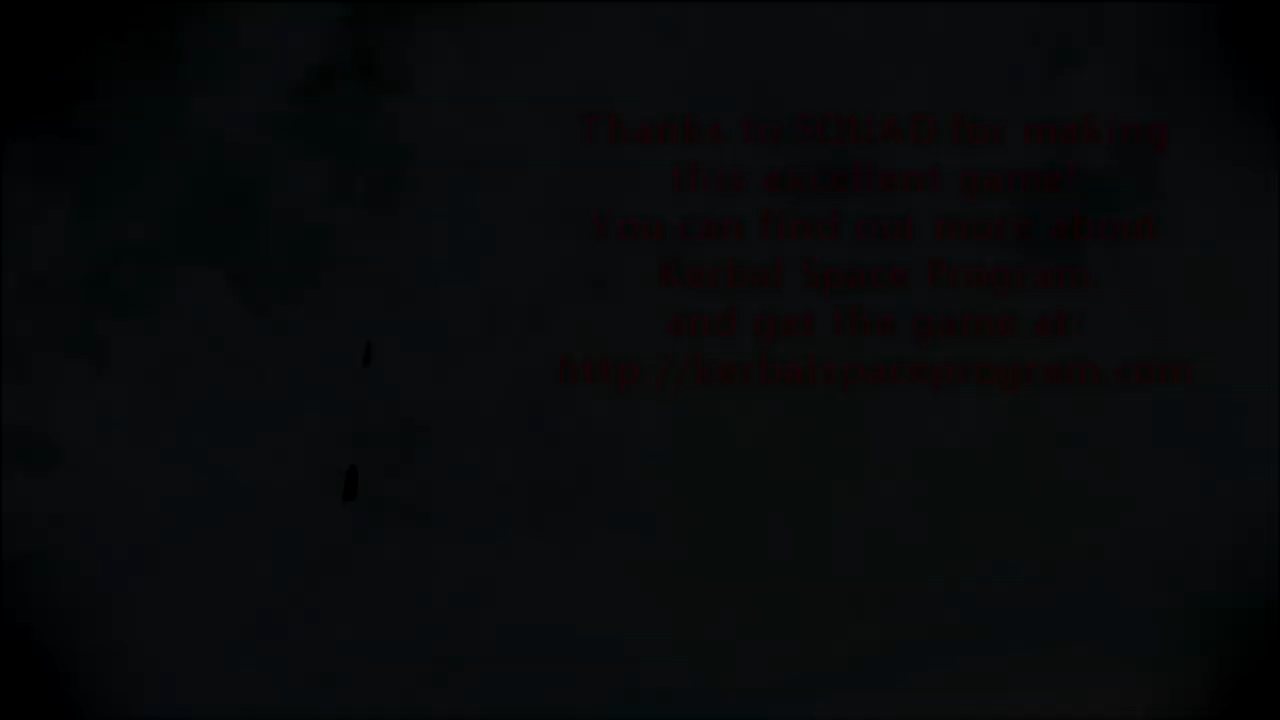 Thanks to SQUAD for making
this excellent game!
You can find out more about
Kerbal Space Program
and get the game at:
http://kerbalspaceprogram.com